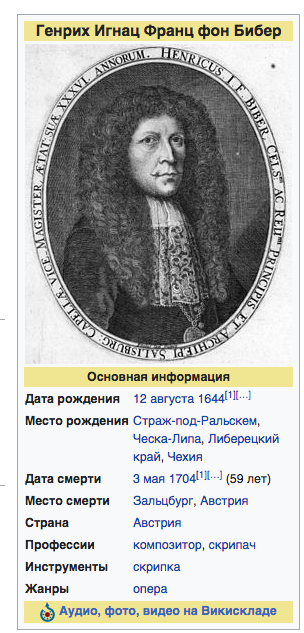 Генрих Игнац Франц фон Бибер
HENRICUS I F BIBER CELS.mi AC REV.mi PRINCIPIS ET ARCHIEPI SALISBURG: CAPELLÆ VICE MAGISTER. ÆTAT: SUÆ XXXVI ANNORUM.
Основная информация
Дата рождения 12 августа 1644[1][…]
Место рождения Страж-под-Ральскем,
Ческа-Липа, Либерецкий
край, Чехия
Дата смерти 3 мая 1704[1][…] (59 лет)
Место смерти Зальцбург, Австрия
Страна Австрия
Профессии композитор, скрипач
Инструменты скрипка
Жанры опера
Аудио, фото, видео на Викискладе